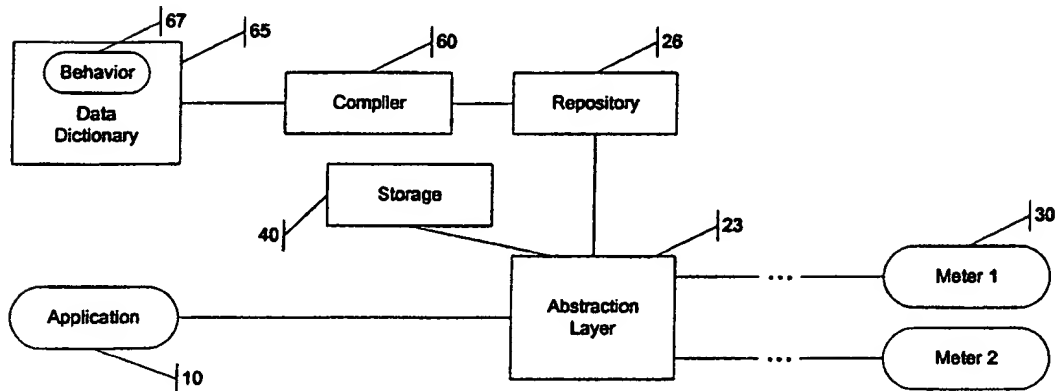 67
65
60
26
Behavior
Data
Dictionary
Compiler
Repository
Storage
40
23
30
Meter 1
...
Application
Abstraction
Layer
...
Meter 2
10